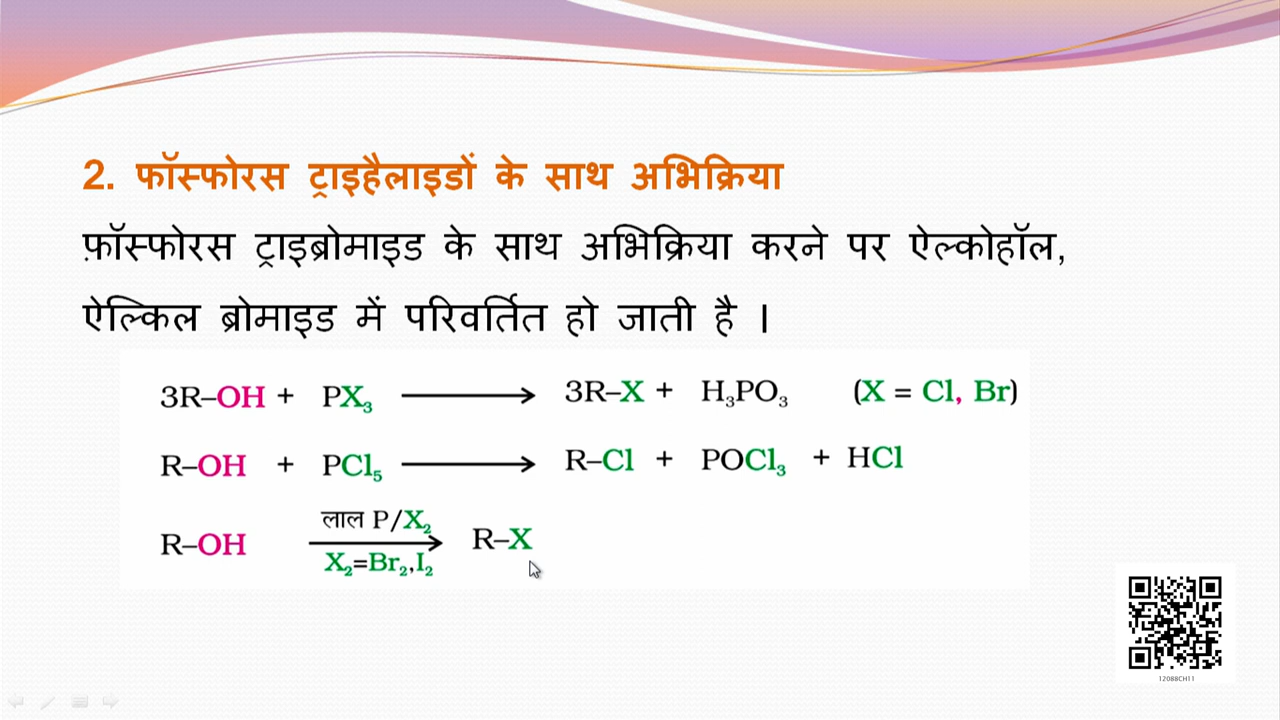 2. फॉस्फोरस ट्राइहैलाइडों के साथ अभिक्रिया
फ़ॉस्फोरस ट्राइब्रोमाइड के साथ अभिक्रिया करने पर ऐल्कोहॉल,
ऐल्किल ब्रोमाइड में परिवर्तित हो जाती है ।
3R–OH + PX₃ ⟶ 3R–X + H₃PO₃ (X = Cl, Br)
R–OH + PCl₅ ⟶ R–Cl + POCl₃ + HCl
लाल P/X₂
R–OH ⟶ R–X
X₂=Br₂,I₂
12088CH11